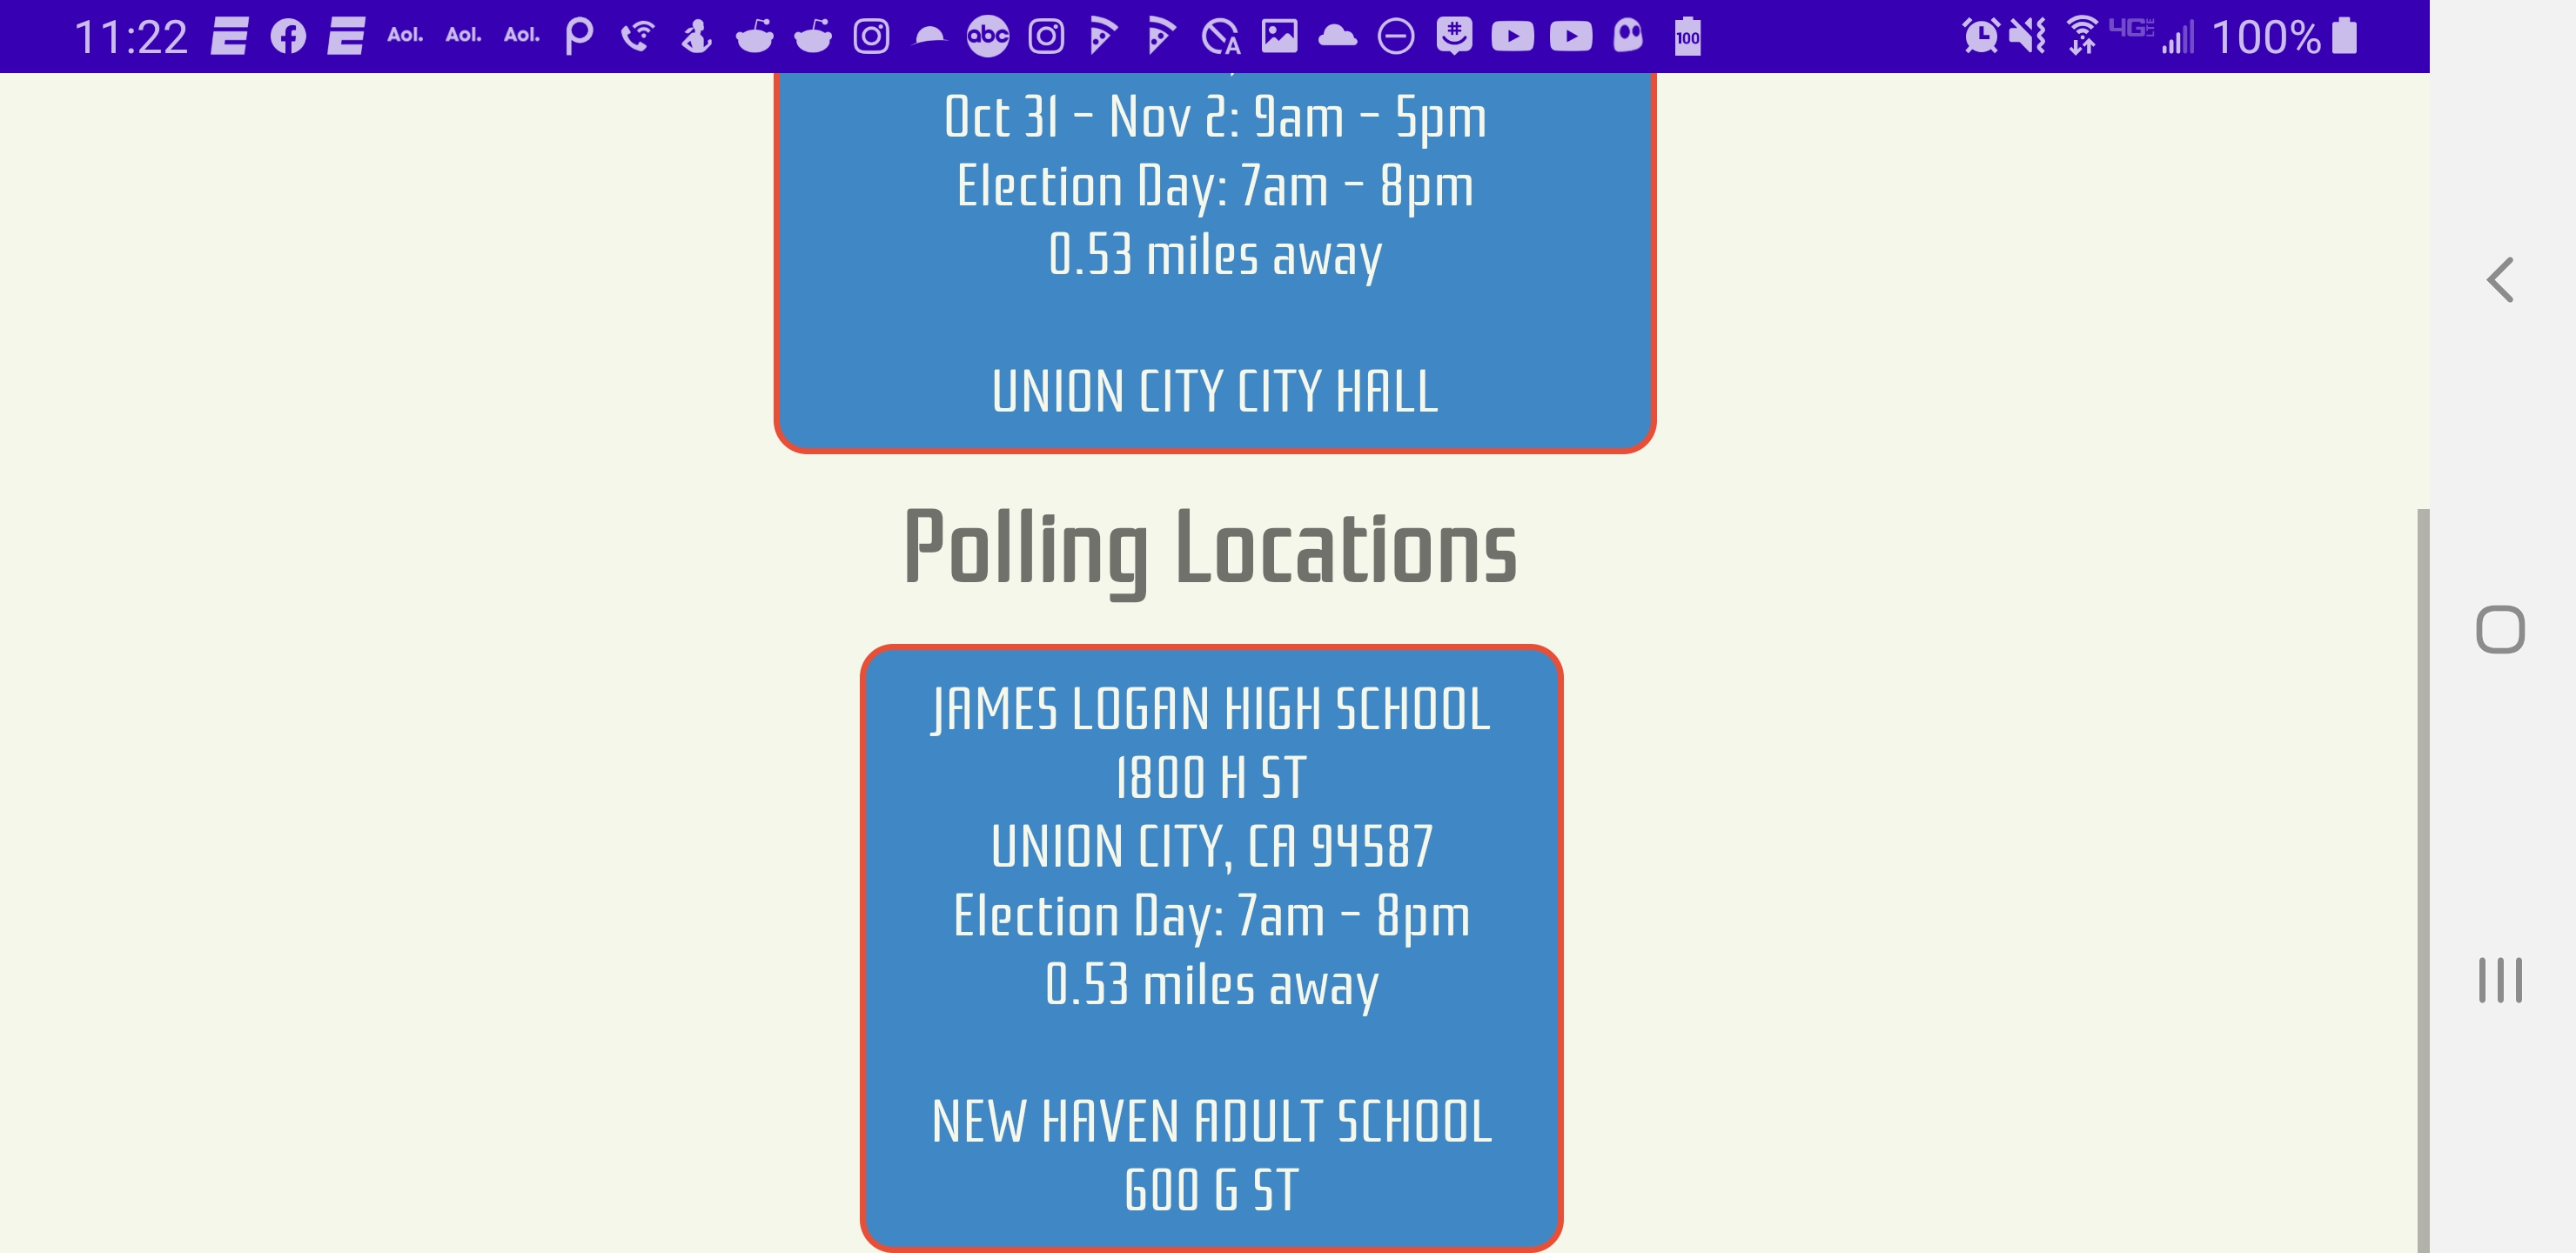 11:22 Aol. Aol. Aol. abc A # 100 4G LTE 100%
Oct 31 - Nov 2: 9am - 5pm
Election Day: 7am - 8pm
0.53 miles away
UNION CITY CITY HALL
Polling Locations
JAMES LOGAN HIGH SCHOOL
1800 H ST
UNION CITY, CA 94587
Election Day: 7am - 8pm
0.53 miles away
NEW HAVEN ADULT SCHOOL
600 G ST